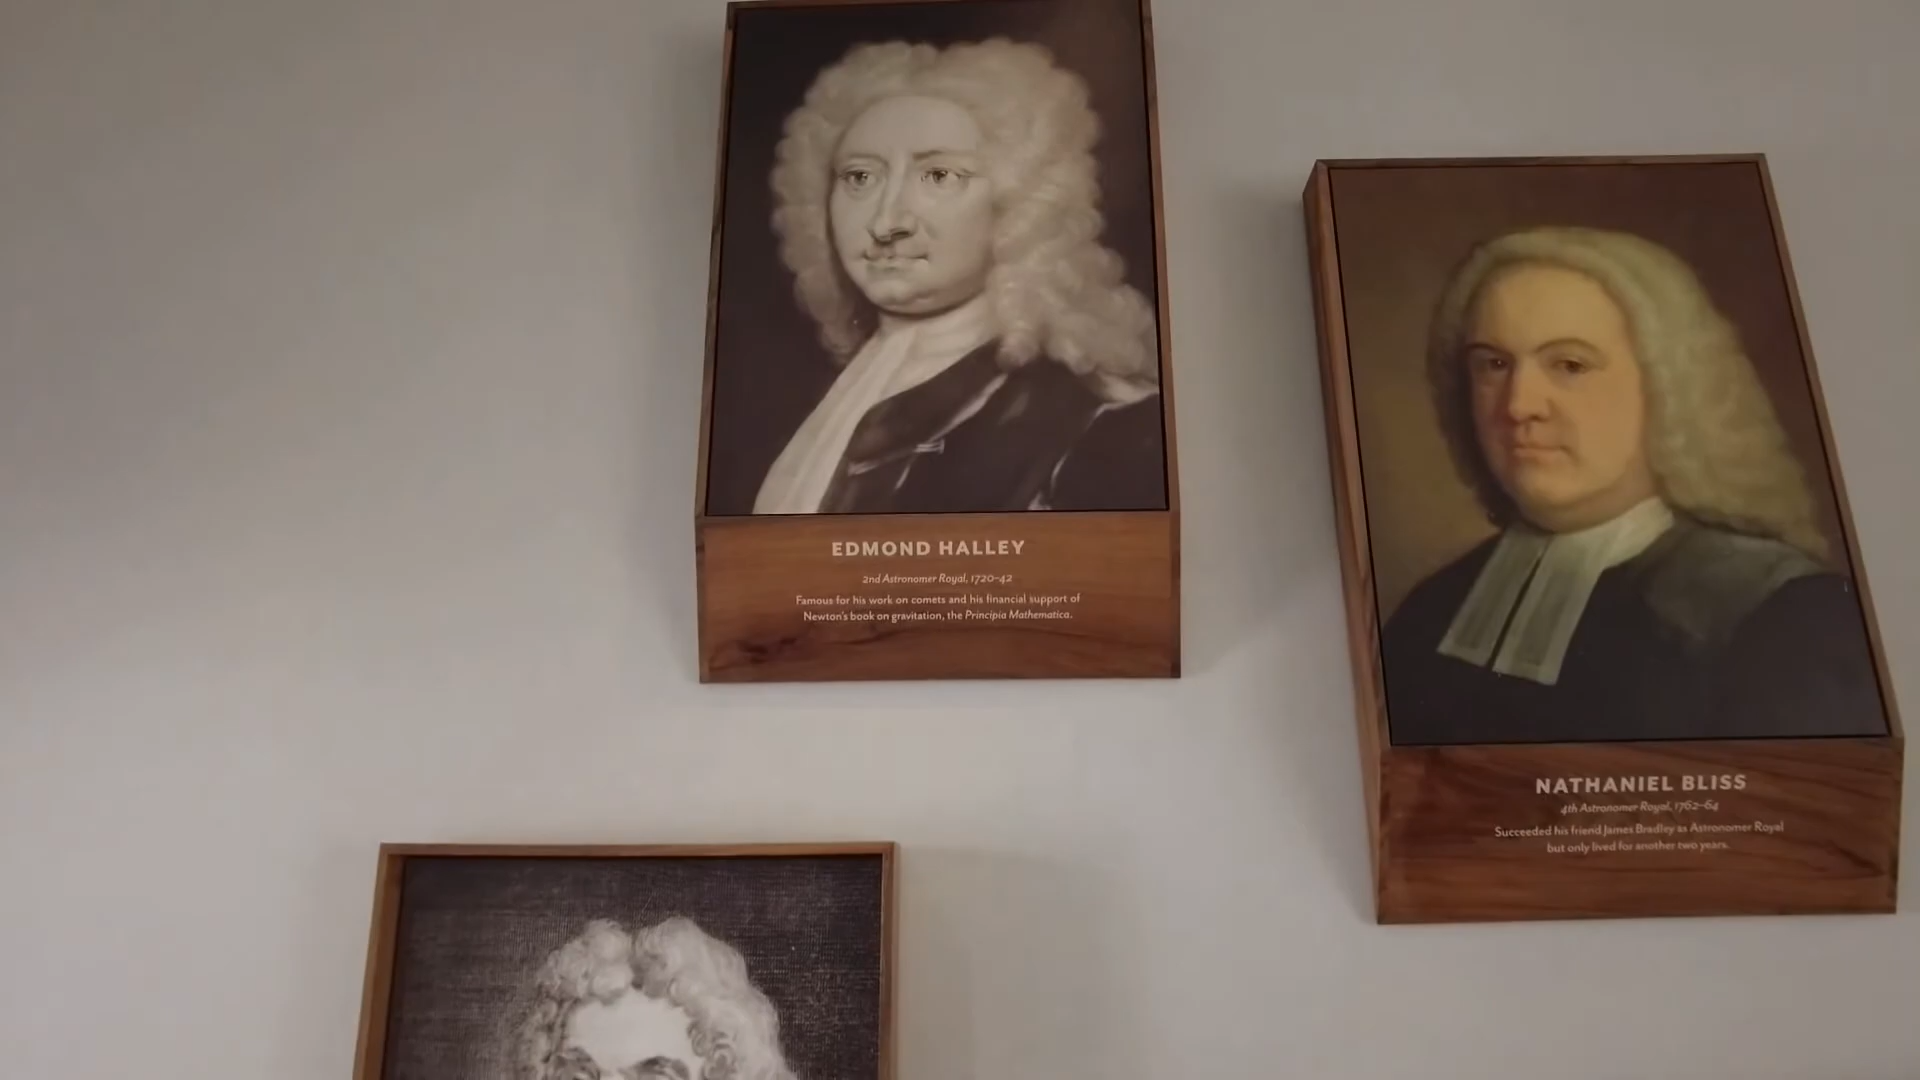 EDMOND HALLEY
2nd Astronomer Royal, 1720–42
Famous for his work on comets and his financial support of
Newton's book on gravitation, the Principia Mathematica.
NATHANIEL BLISS
4th Astronomer Royal, 1762–64
Succeeded his friend James Bradley as Astronomer Royal
but only lived for another two years.